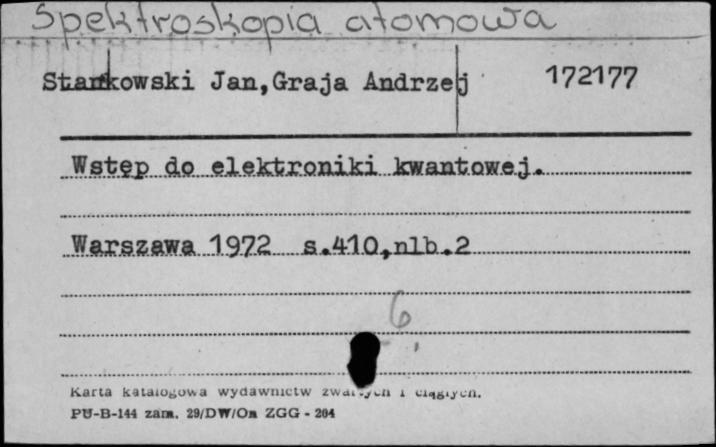 Spektroskopia atomowa
Stankowski Jan,Graja Andrzej 172177
Wstęp do elektroniki kwantowej.
Warszawa 1972 s.410,nlb.2
6
Karta katalogowa wydawnictw zwartych i ciągłych.
PU-B-144 zam. 29/DW/On ZGG - 204